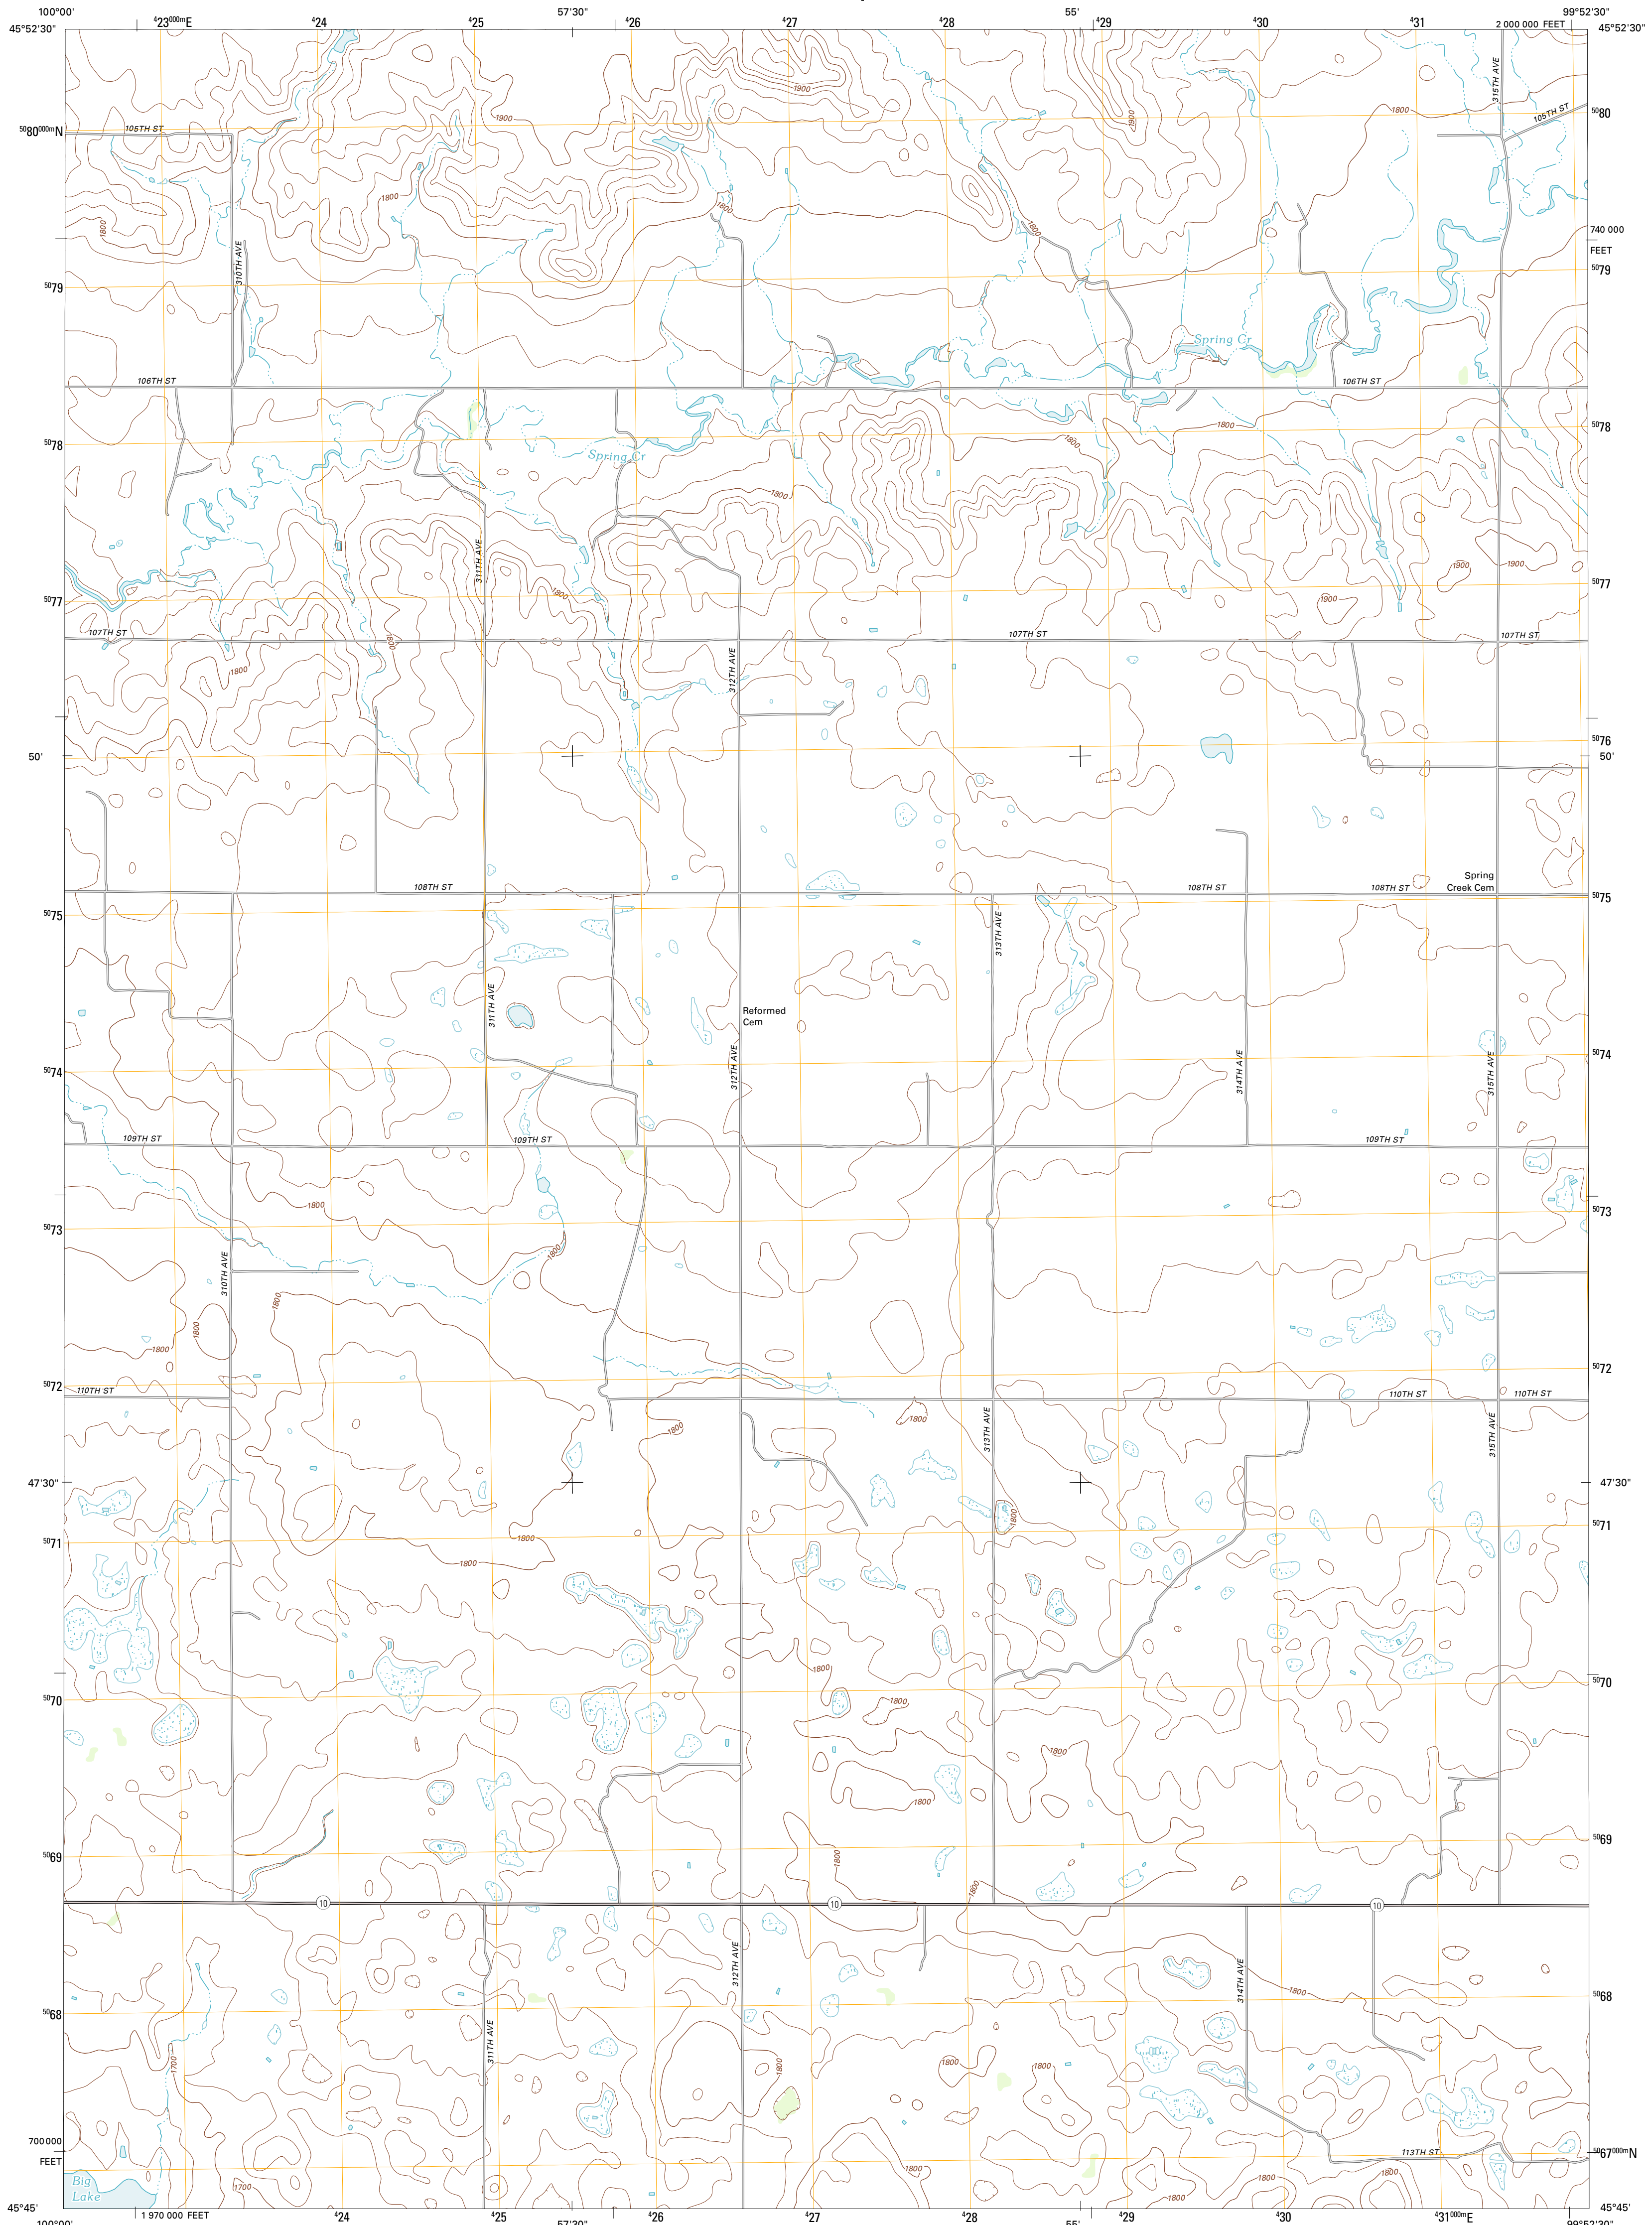 100°00'
⁴23⁰⁰⁰ᵐE
⁴24
⁴25
57'30"
⁴26
⁴27
⁴28
55'
⁴29
⁴30
⁴31
2 000 000 FEET
99°52'30"
45°52'30"
45°52'30"
315TH AVE
1900
1900
1900
1800
105TH ST
⁵⁰80⁰⁰⁰ᵐN
105TH ST
⁵⁰80
1800
1800
1800
1800
740 000
FEET
310TH AVE
⁵⁰79
⁵⁰79
Spring Cr
106TH ST
106TH ST
1800
1800
⁵⁰78
⁵⁰78
Spring Cr
1800
311TH AVE
1900
1900
1800
1900
⁵⁰77
⁵⁰77
107TH ST
107TH ST
107TH ST
1800
1800
312TH AVE
50'
⁵⁰76
50'
108TH ST
108TH ST
108TH ST
Spring
Creek Cem
⁵⁰75
⁵⁰75
313TH AVE
311TH AVE
Reformed
Cem
⁵⁰74
⁵⁰74
312TH AVE
314TH AVE
315TH AVE
109TH ST
109TH ST
109TH ST
1800
⁵⁰73
⁵⁰73
1800
310TH AVE
1800
1800
1800
⁵⁰72
⁵⁰72
110TH ST
110TH ST
110TH ST
1800
1800
313TH AVE
315TH AVE
47'30"
47'30"
1800
1800
⁵⁰71
⁵⁰71
1800
1800
⁵⁰70
⁵⁰70
1800
1800
1800
⁵⁰69
⁵⁰69
1800
1800
10
10
10
312TH AVE
314TH AVE
1800
⁵⁰68
⁵⁰68
311TH AVE
1700
1800
1800
1800
700 000
FEET
113TH ST
⁵⁰67⁰⁰⁰ᵐN
1800
1800
1800
1800
Big
Lake
1700
45°45'
45°45'
100°00'
1 970 000 FEET
⁴24
⁴25
57'30"
⁴26
⁴27
⁴28
55'
⁴29
⁴30
⁴31⁰⁰⁰ᵐE
99°52'30"